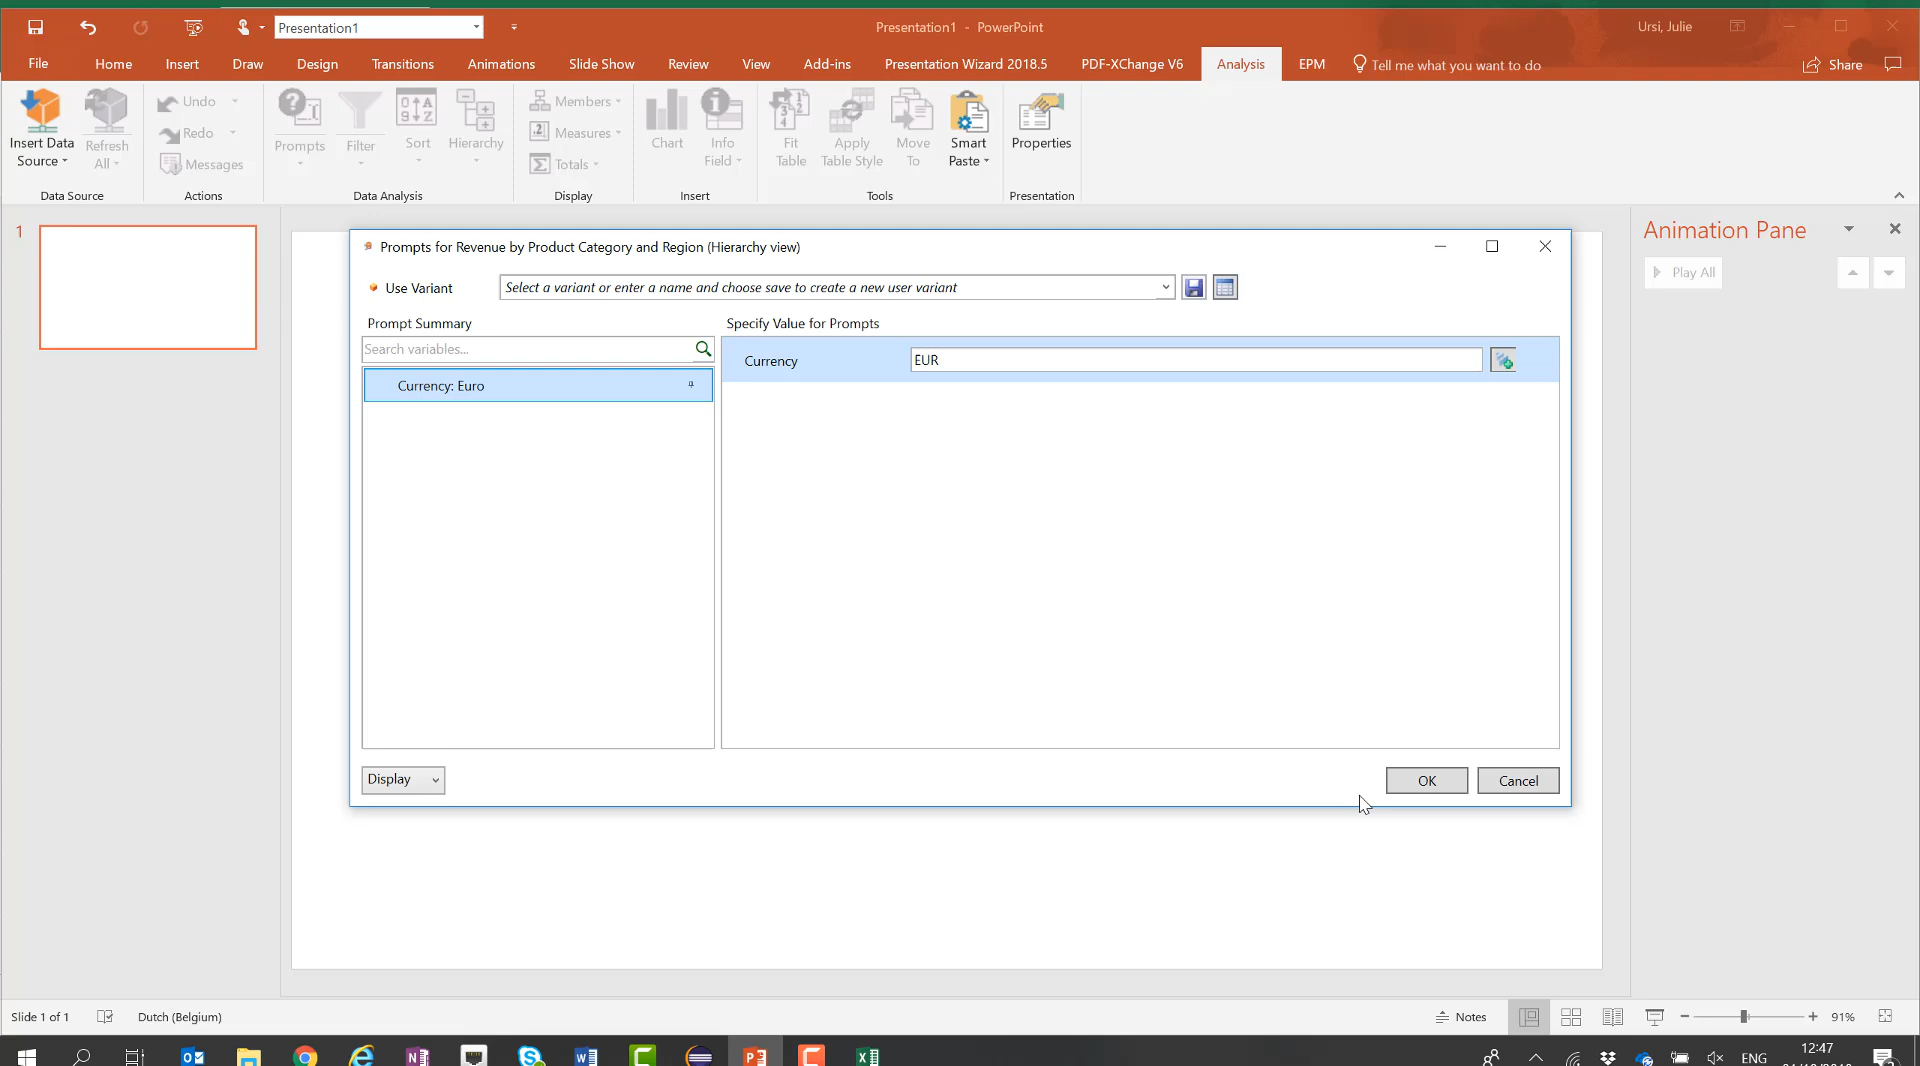 Presentation1
Presentation1 - PowerPoint
Ursi, Julie
File Home Insert Draw Design Transitions Animations Slide Show Review View Add-ins Presentation Wizard 2018.5 PDF-XChange V6 Analysis EPM Tell me what you want to do Share
Insert Data Source
Refresh All
Undo
Redo
Messages
Prompts
Filter
Sort
Hierarchy
Members
Measures
Totals
Chart
Info Field
Fit Table
Apply Table Style
Move To
Smart Paste
Properties
Data Source Actions Data Analysis Display Insert Tools Presentation
1
Animation Pane
Play All
Prompts for Revenue by Product Category and Region (Hierarchy view)
Use Variant
Select a variant or enter a name and choose save to create a new user variant
Prompt Summary
Specify Value for Prompts
Search variables...
Currency: Euro
Currency
EUR
Display
OK
Cancel
Slide 1 of 1
Dutch (Belgium)
Notes
91%
ENG
12:47